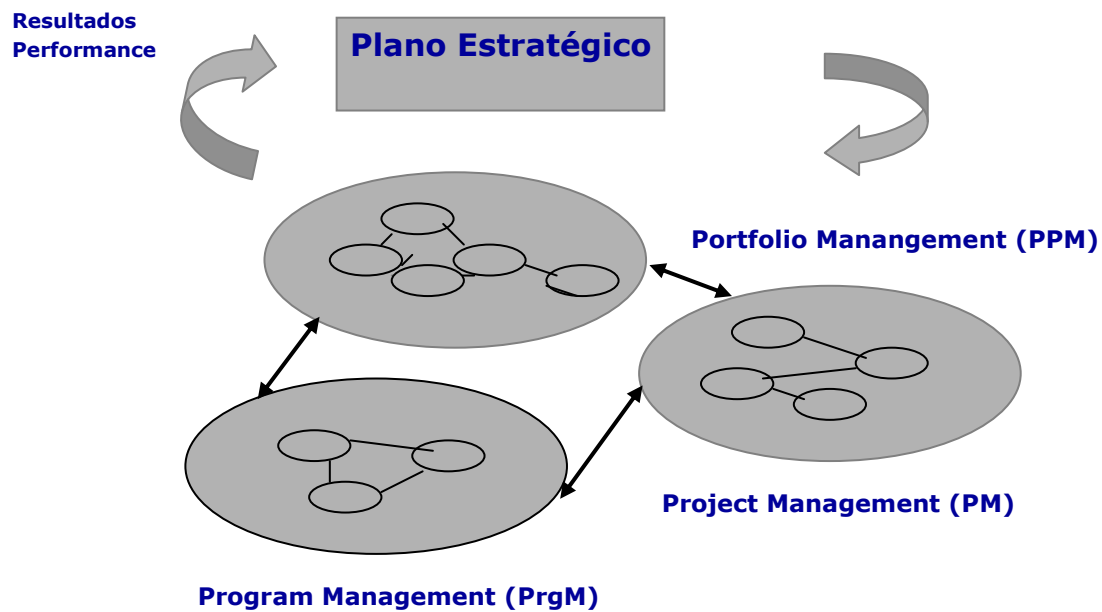 Resultados
Performance
Plano Estratégico
Portfolio Manangement (PPM)
Project Management (PM)
Program Management (PrgM)